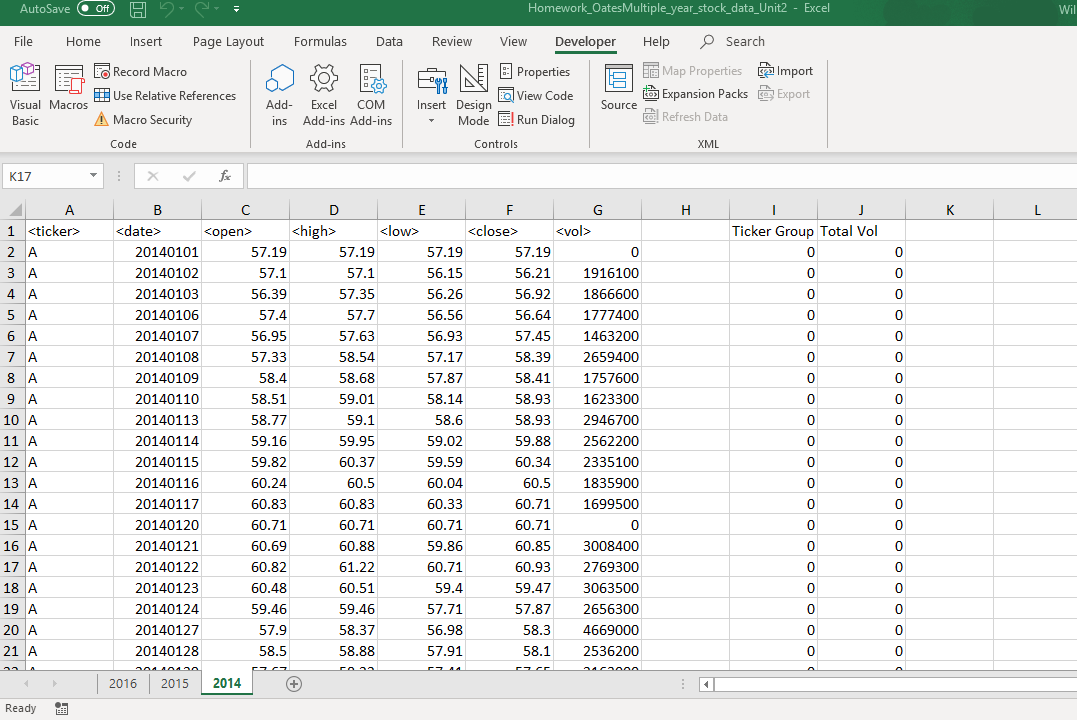 AutoSave Off Homework_OatesMultiple_year_stock_data_Unit2 - Excel Wil
File Home Insert Page Layout Formulas Data Review View Developer Help Search
Visual Basic Macros Record Macro Use Relative References Macro Security
Add-ins Excel Add-ins COM Add-ins
Insert Design Mode Properties View Code Run Dialog
Source Map Properties Expansion Packs Refresh Data Import Export
Code Add-ins Controls XML
K17 fx
A B C D E F G H I J K L
1 <ticker> <date> <open> <high> <low> <close> <vol> Ticker Group Total Vol
2 A 20140101 57.19 57.19 57.19 57.19 0 0 0
3 A 20140102 57.1 57.1 56.15 56.21 1916100 0 0
4 A 20140103 56.39 57.35 56.26 56.92 1866600 0 0
5 A 20140106 57.4 57.7 56.56 56.64 1777400 0 0
6 A 20140107 56.95 57.63 56.93 57.45 1463200 0 0
7 A 20140108 57.33 58.54 57.17 58.39 2659400 0 0
8 A 20140109 58.4 58.68 57.87 58.41 1757600 0 0
9 A 20140110 58.51 59.01 58.14 58.93 1623300 0 0
10 A 20140113 58.77 59.1 58.6 58.93 2946700 0 0
11 A 20140114 59.16 59.95 59.02 59.88 2562200 0 0
12 A 20140115 59.82 60.37 59.59 60.34 2335100 0 0
13 A 20140116 60.24 60.5 60.04 60.5 1835900 0 0
14 A 20140117 60.83 60.83 60.33 60.71 1699500 0 0
15 A 20140120 60.71 60.71 60.71 60.71 0 0 0
16 A 20140121 60.69 60.88 59.86 60.85 3008400 0 0
17 A 20140122 60.82 61.22 60.71 60.93 2769300 0 0
18 A 20140123 60.48 60.51 59.4 59.47 3063500 0 0
19 A 20140124 59.46 59.46 57.71 57.87 2656300 0 0
20 A 20140127 57.9 58.37 56.98 58.3 4669000 0 0
21 A 20140128 58.5 58.88 57.91 58.1 2536200 0 0
2016 2015 2014
Ready